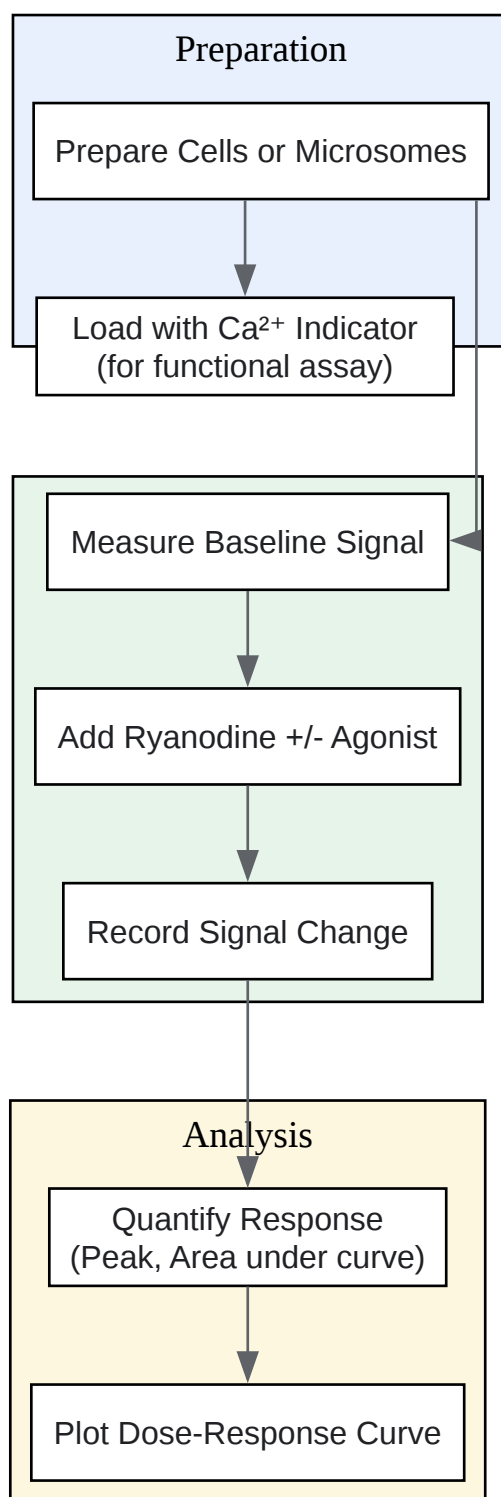 Preparation
Prepare Cells or Microsomes
Load with Ca²⁺ Indicator
(for functional assay)
Measure Baseline Signal
Add Ryanodine +/- Agonist
Record Signal Change
Analysis
Quantify Response
(Peak, Area under curve)
Plot Dose-Response Curve